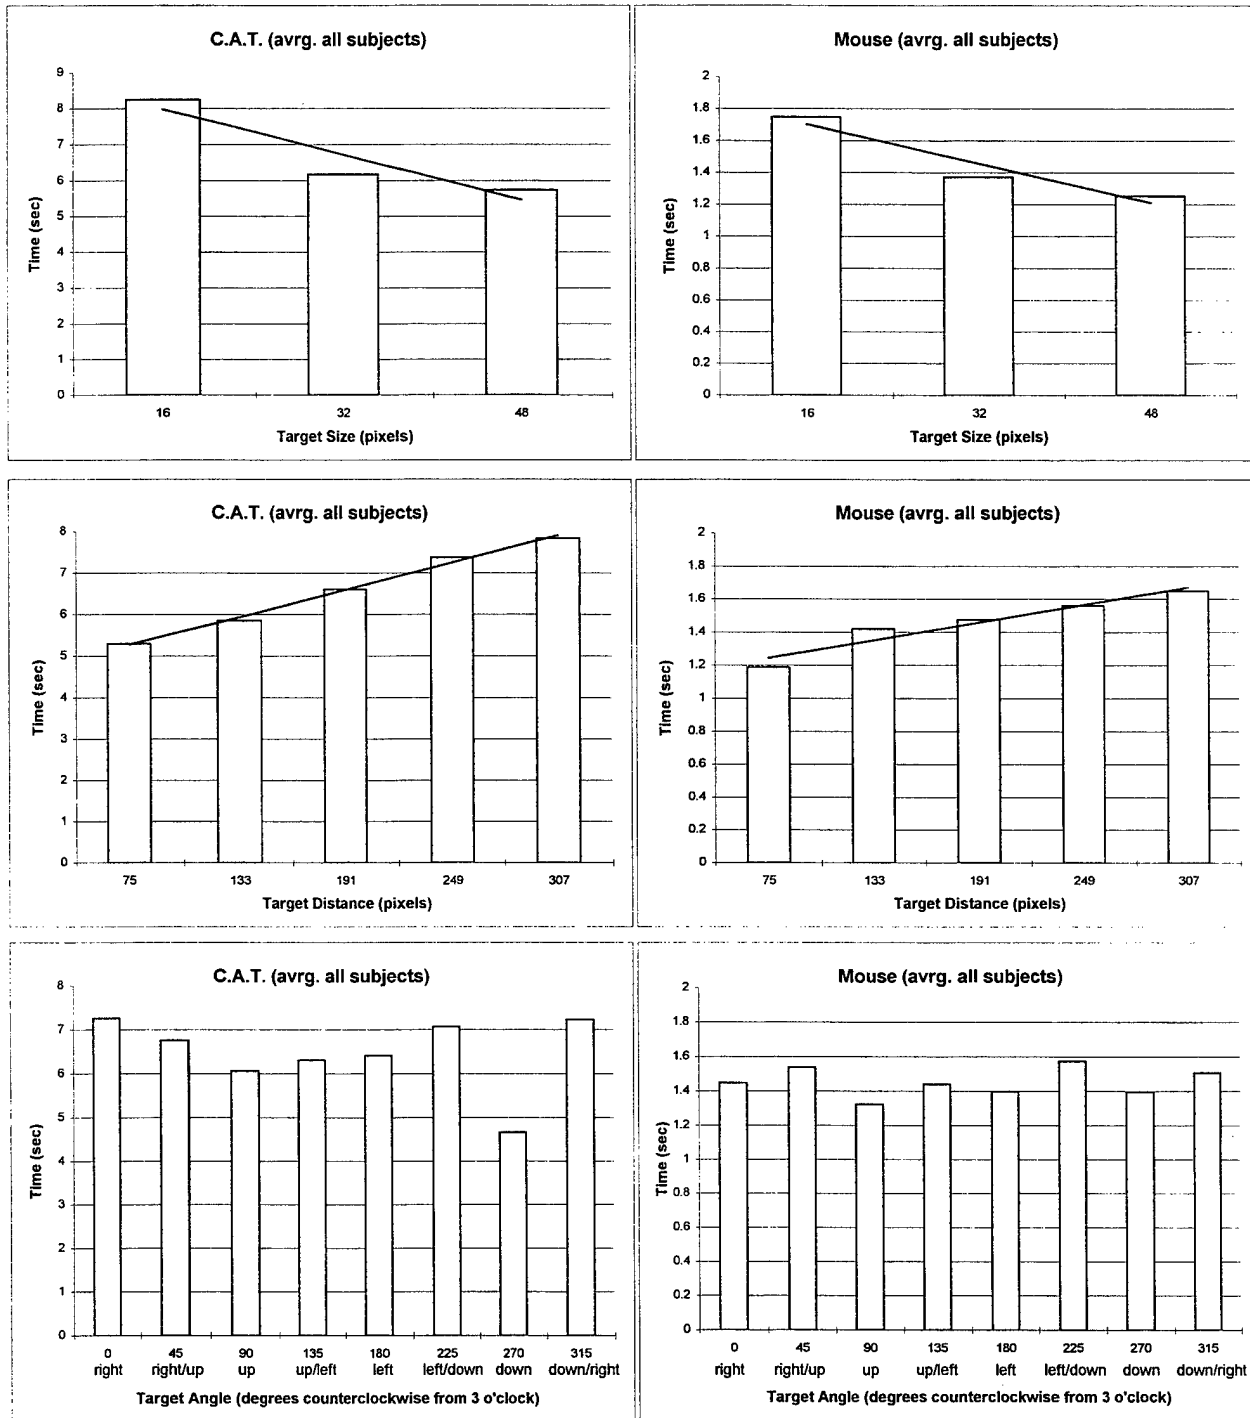 C.A.T. (avrg. all subjects)
Time (sec)
9
8
7
6
5
4
3
2
1
0
16 32 48
Target Size (pixels)
Mouse (avrg. all subjects)
Time (sec)
2
1.8
1.6
1.4
1.2
1
0.8
0.6
0.4
0.2
0
16 32 48
Target Size (pixels)
C.A.T. (avrg. all subjects)
Time (sec)
8
7
6
5
4
3
2
1
0
75 133 191 249 307
Target Distance (pixels)
Mouse (avrg. all subjects)
Time (sec)
2
1.8
1.6
1.4
1.2
1
0.8
0.6
0.4
0.2
0
75 133 191 249 307
Target Distance (pixels)
C.A.T. (avrg. all subjects)
Time (sec)
8
7
6
5
4
3
2
1
0
0 45 90 135 180 225 270 315
right right/up up up/left left left/down down down/right
Target Angle (degrees counterclockwise from 3 o'clock)
Mouse (avrg. all subjects)
Time (sec)
2
1.8
1.6
1.4
1.2
1
0.8
0.6
0.4
0.2
0
0 45 90 135 180 225 270 315
right right/up up up/left left left/down down down/right
Target Angle (degrees counterclockwise from 3 o'clock)